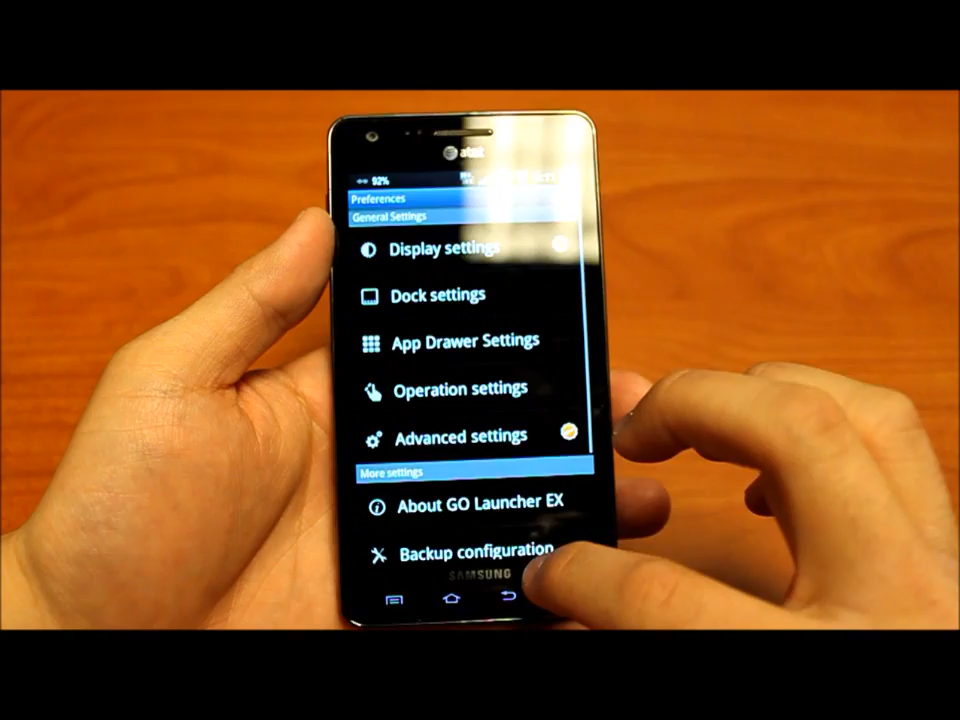 at&t
92%
Preferences
General Settings
Display settings
Dock settings
App Drawer Settings
Operation settings
Advanced settings
More settings
About GO Launcher EX
Backup configuration
SAMSUNG